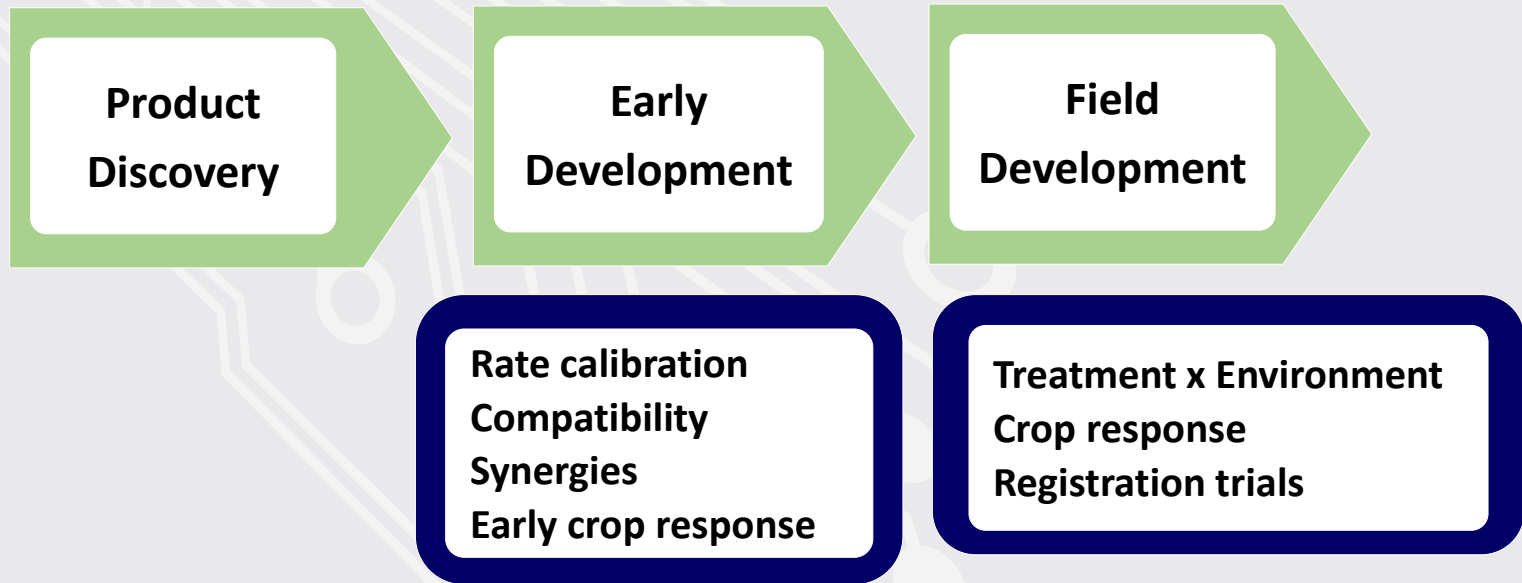 Product
Discovery
Early
Development
Field
Development
Rate calibration
Compatibility
Synergies
Early crop response
Treatment x Environment
Crop response
Registration trials